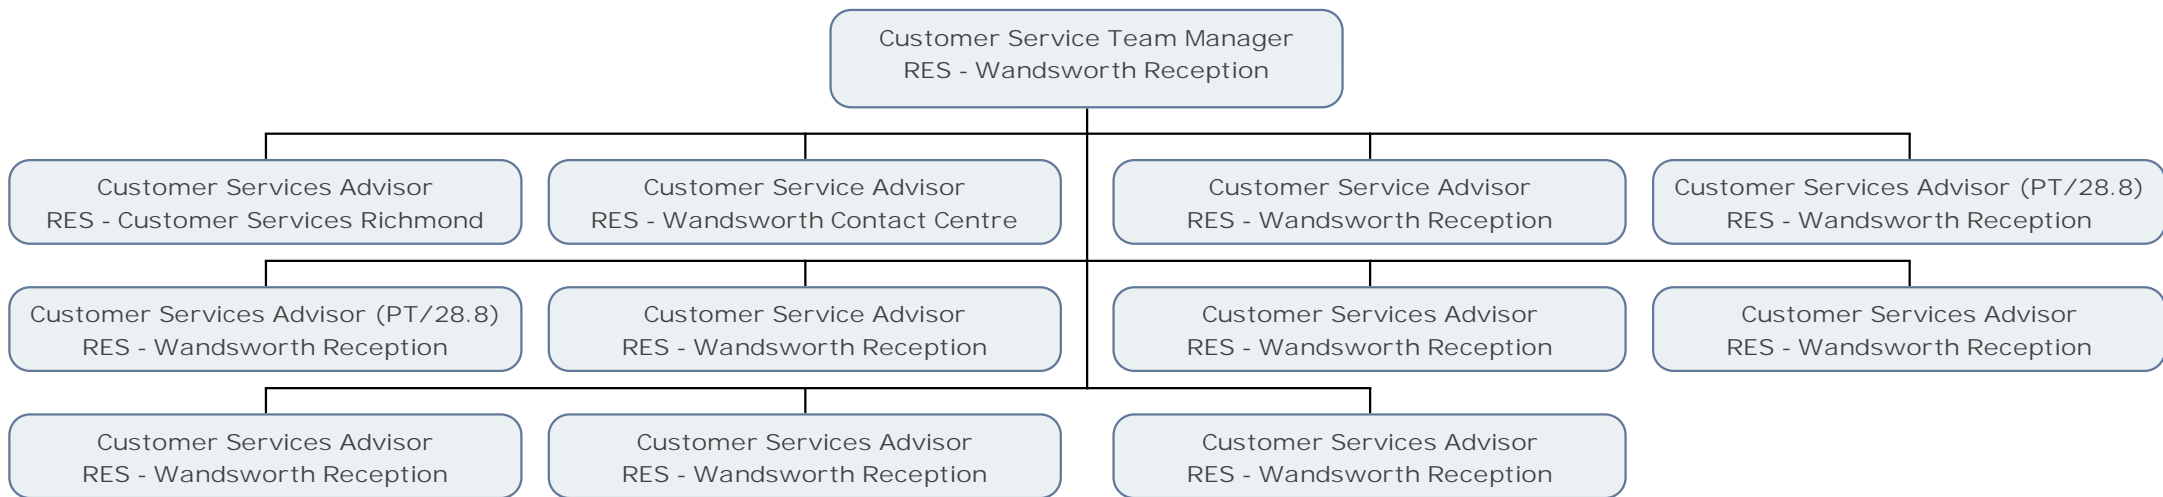 Customer Service Team Manager
RES - Wandsworth Reception
Customer Services Advisor
RES - Customer Services Richmond
Customer Service Advisor
RES - Wandsworth Contact Centre
Customer Service Advisor
RES - Wandsworth Reception
Customer Services Advisor (PT/28.8)
RES - Wandsworth Reception
Customer Services Advisor (PT/28.8)
RES - Wandsworth Reception
Customer Service Advisor
RES - Wandsworth Reception
Customer Services Advisor
RES - Wandsworth Reception
Customer Services Advisor
RES - Wandsworth Reception
Customer Services Advisor
RES - Wandsworth Reception
Customer Services Advisor
RES - Wandsworth Reception
Customer Services Advisor
RES - Wandsworth Reception